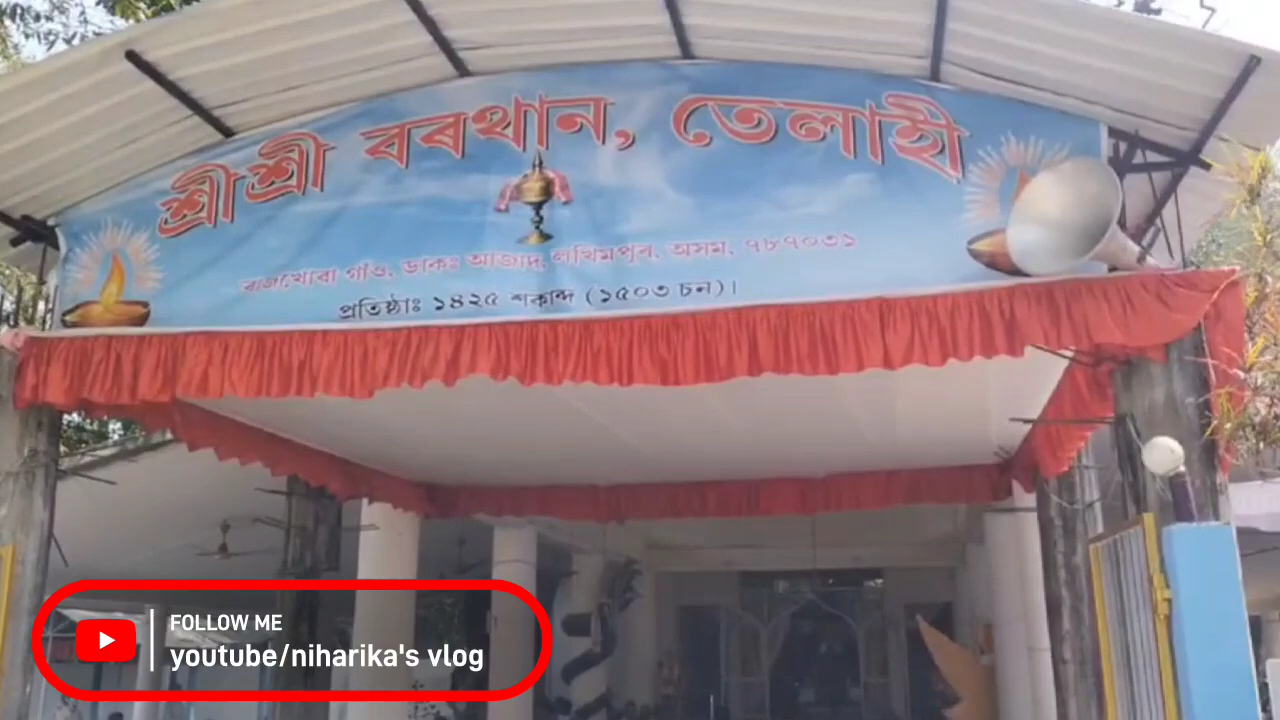 শ্রীশ্রী বৰথান, তেলাহী
ৰাজখোৱা গাঁও, ডাকঃ আজাদ, লখিমপুৰ, অসম, ৭৮৭০৩১
প্ৰতিষ্ঠাঃ ১৪২৫ শকাব্দ (১৫০৩ চন)।
FOLLOW ME
youtube/niharika's vlog